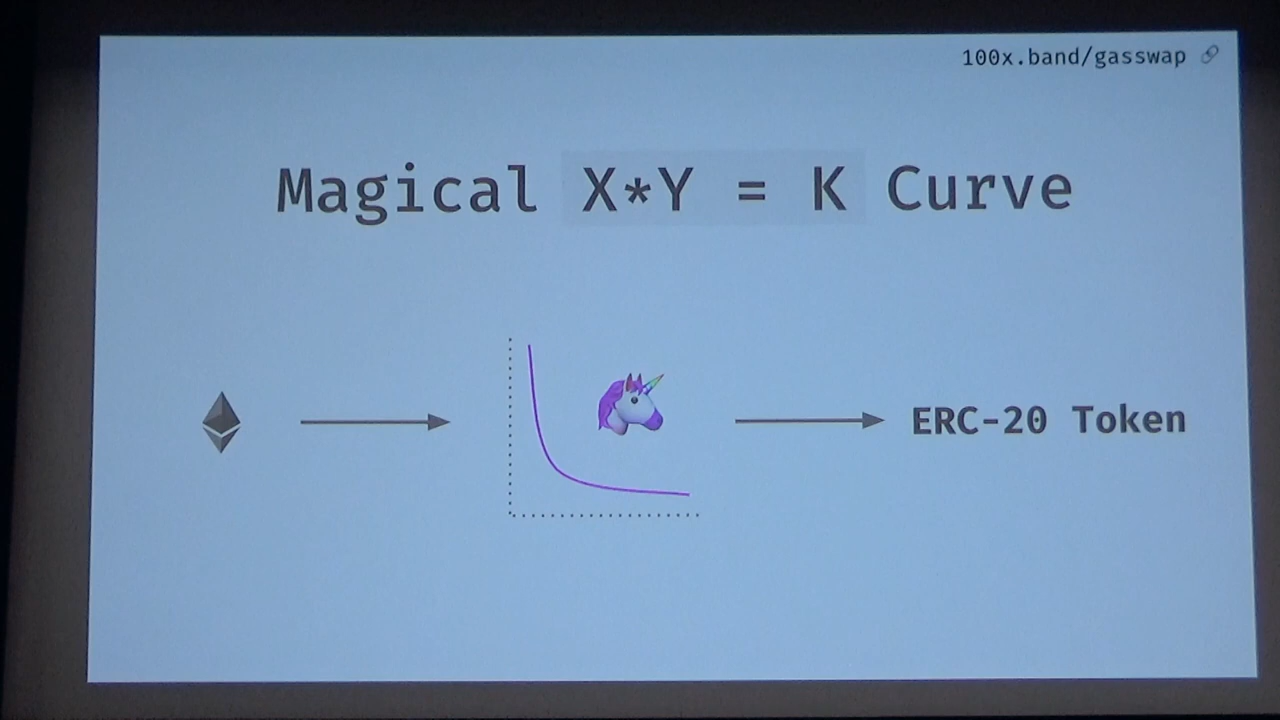 100x.band/gasswap
Magical X*Y = K Curve
ERC-20 Token